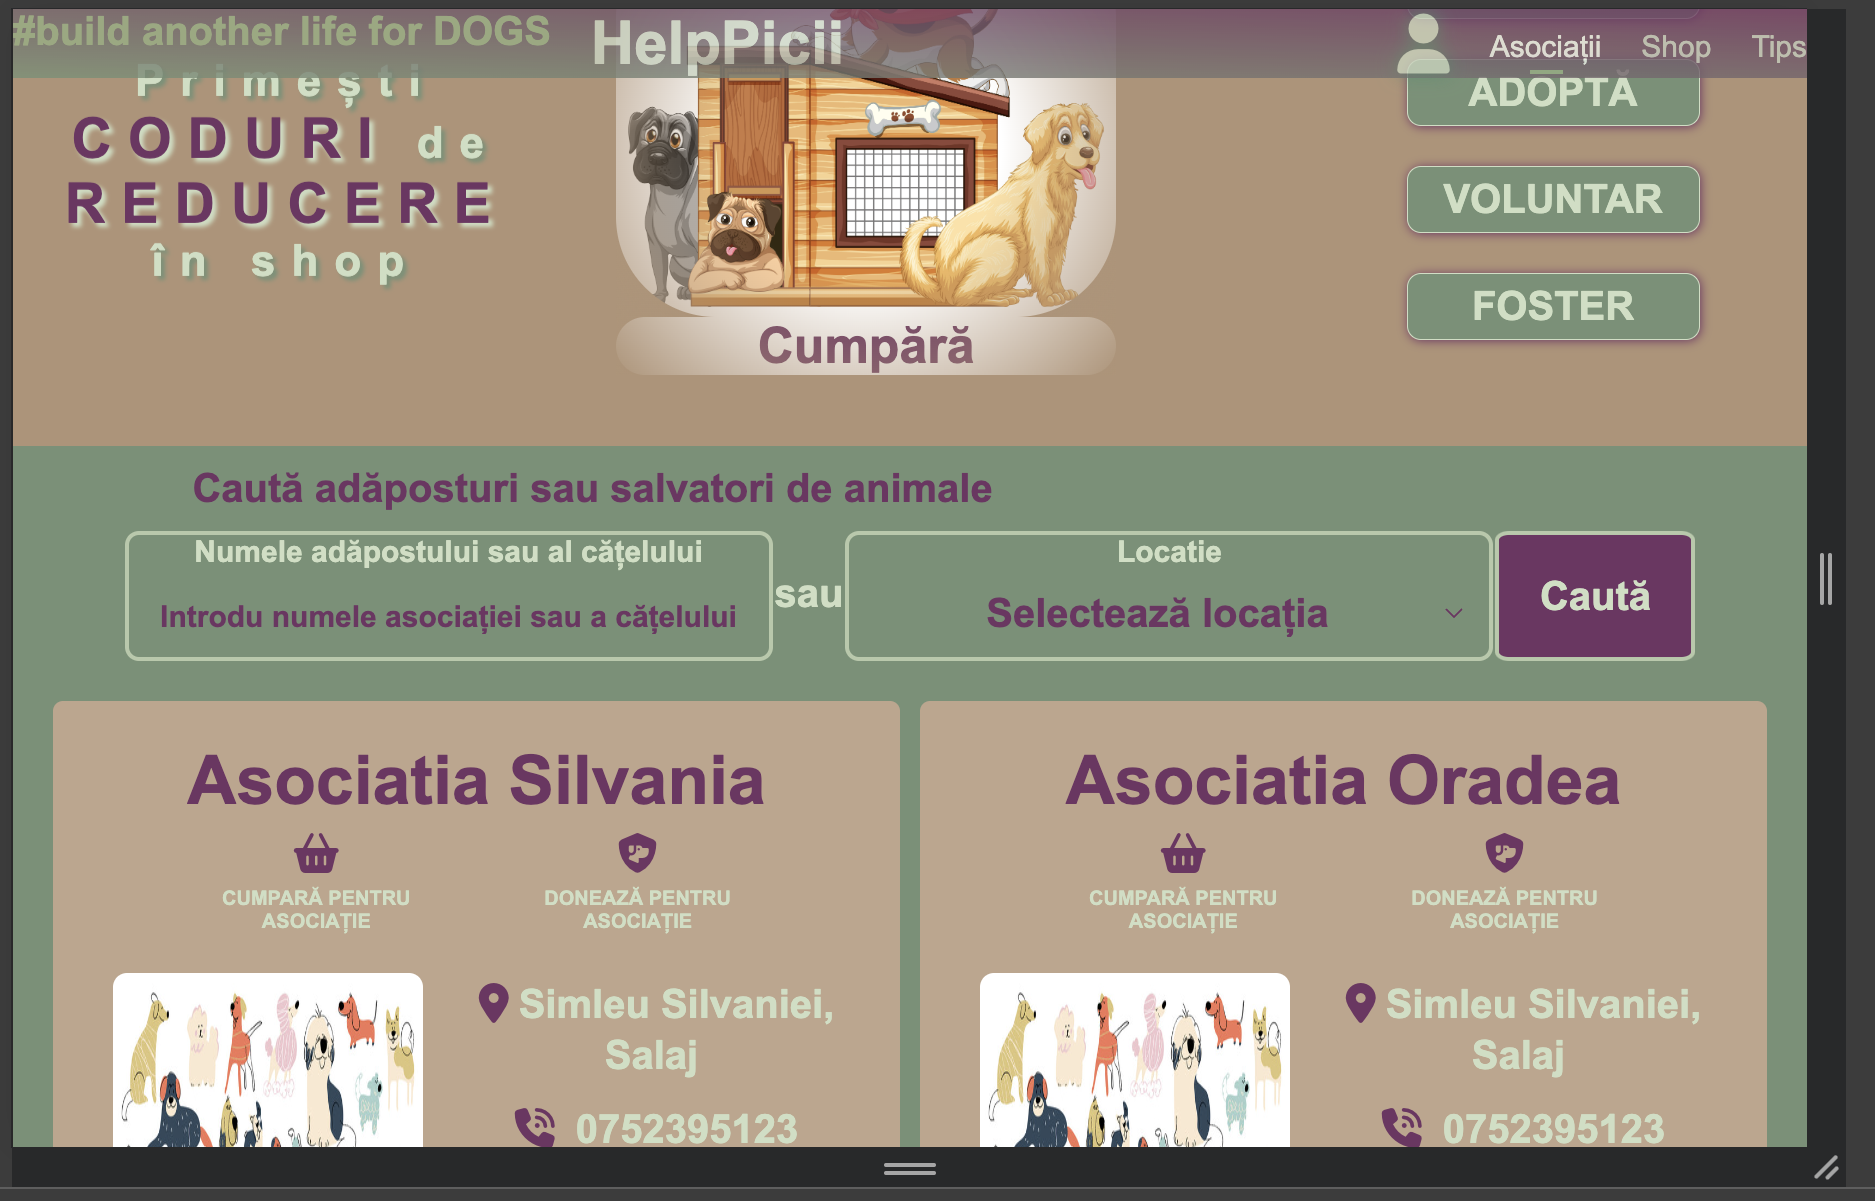 #build another life for DOGS
HelpPicii
Asociații
Shop
Tips
Primești
CODURI de
REDUCERE
în shop
Cumpără
ADOPTĂ
VOLUNTAR
FOSTER
Caută adăposturi sau salvatori de animale
Numele adăpostului sau al cățelului
Introdu numele asociației sau a cățelului
sau
Locatie
Selectează locația
Caută
Asociatia Silvania
CUMPARĂ PENTRU
ASOCIAȚIE
DONEAZĂ PENTRU
ASOCIAȚIE
Simleu Silvaniei,
Salaj
0752395123
Asociatia Oradea
CUMPARĂ PENTRU
ASOCIAȚIE
DONEAZĂ PENTRU
ASOCIAȚIE
Simleu Silvaniei,
Salaj
0752395123